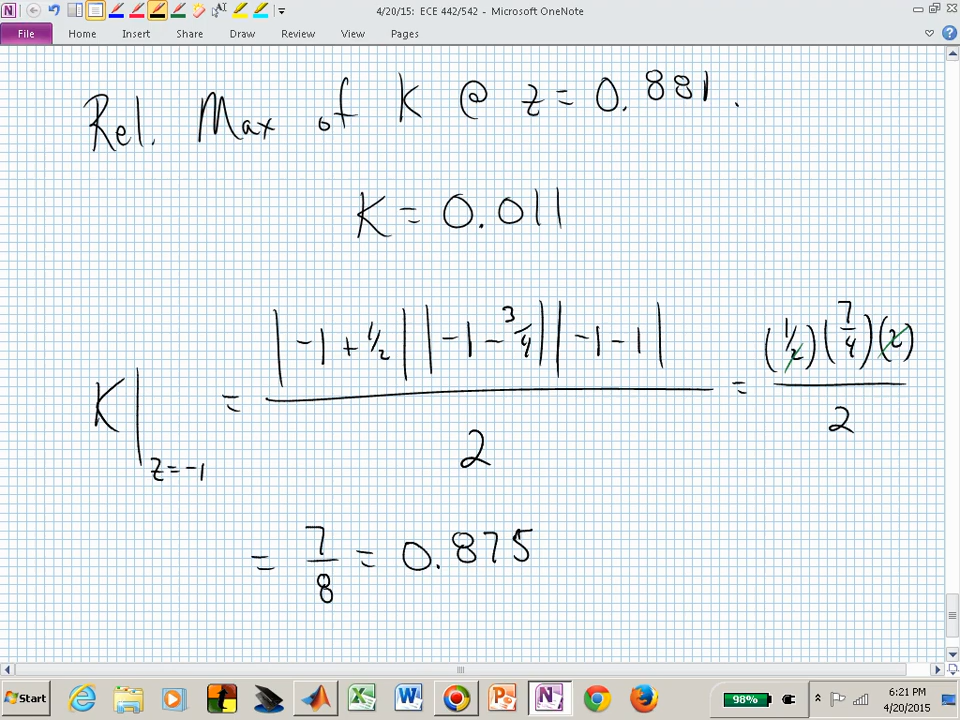 4/20/15: ECE 442/542 - Microsoft OneNote
File Home Insert Share Draw Review View Pages
Rel. Max of K @ z = 0.881.
K = 0.011
K|z=-1 = |-1 + 1/2| |-1 - 3/4| |-1 - 1| / 2 = (1/2)(7/4)(2) / 2
= 7/8 = 0.875
Start 98% 6:21 PM
4/20/2015